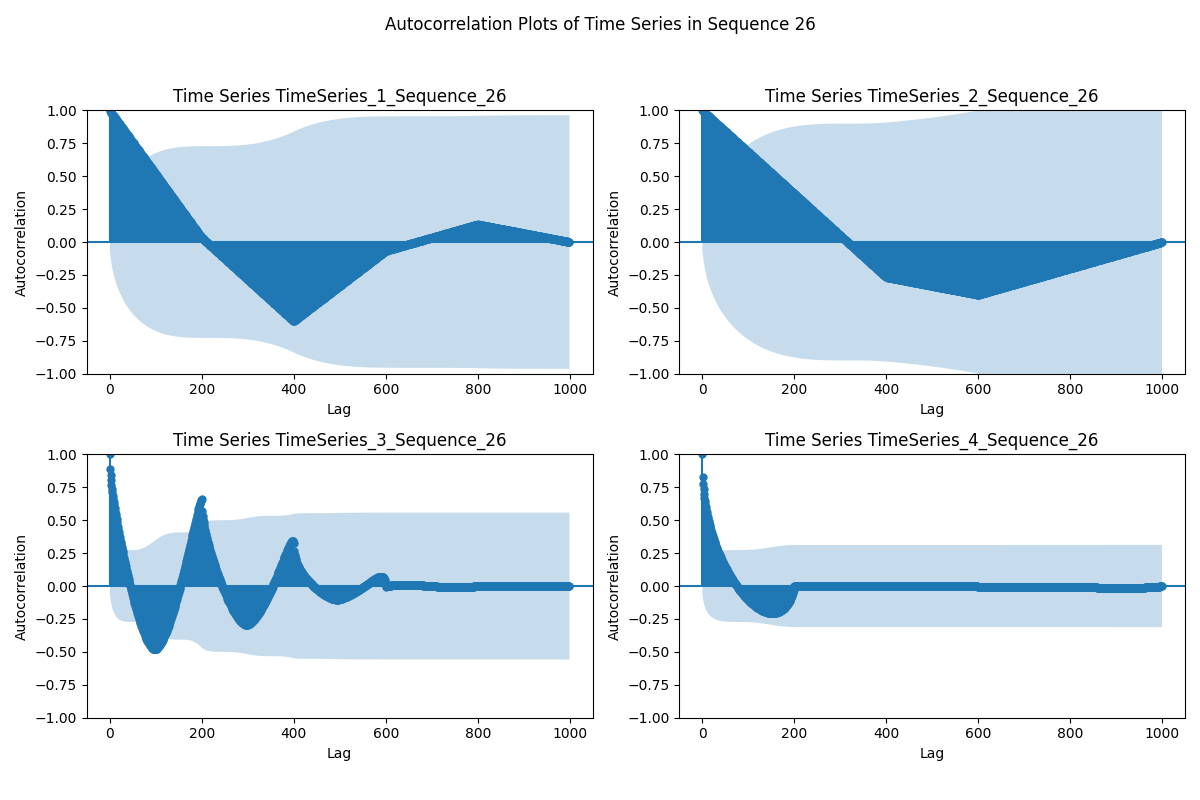 Autocorrelation Plots of Time Series in Sequence 26
Time Series TimeSeries_1_Sequence_26
1.00
0.75
0.50
0.25
0.00
−0.25
−0.50
−0.75
−1.00
Autocorrelation
0 200 400 600 800 1000
Lag
Time Series TimeSeries_2_Sequence_26
1.00
0.75
0.50
0.25
0.00
−0.25
−0.50
−0.75
−1.00
Autocorrelation
0 200 400 600 800 1000
Lag
Time Series TimeSeries_3_Sequence_26
1.00
0.75
0.50
0.25
0.00
−0.25
−0.50
−0.75
−1.00
Autocorrelation
0 200 400 600 800 1000
Lag
Time Series TimeSeries_4_Sequence_26
1.00
0.75
0.50
0.25
0.00
−0.25
−0.50
−0.75
−1.00
Autocorrelation
0 200 400 600 800 1000
Lag